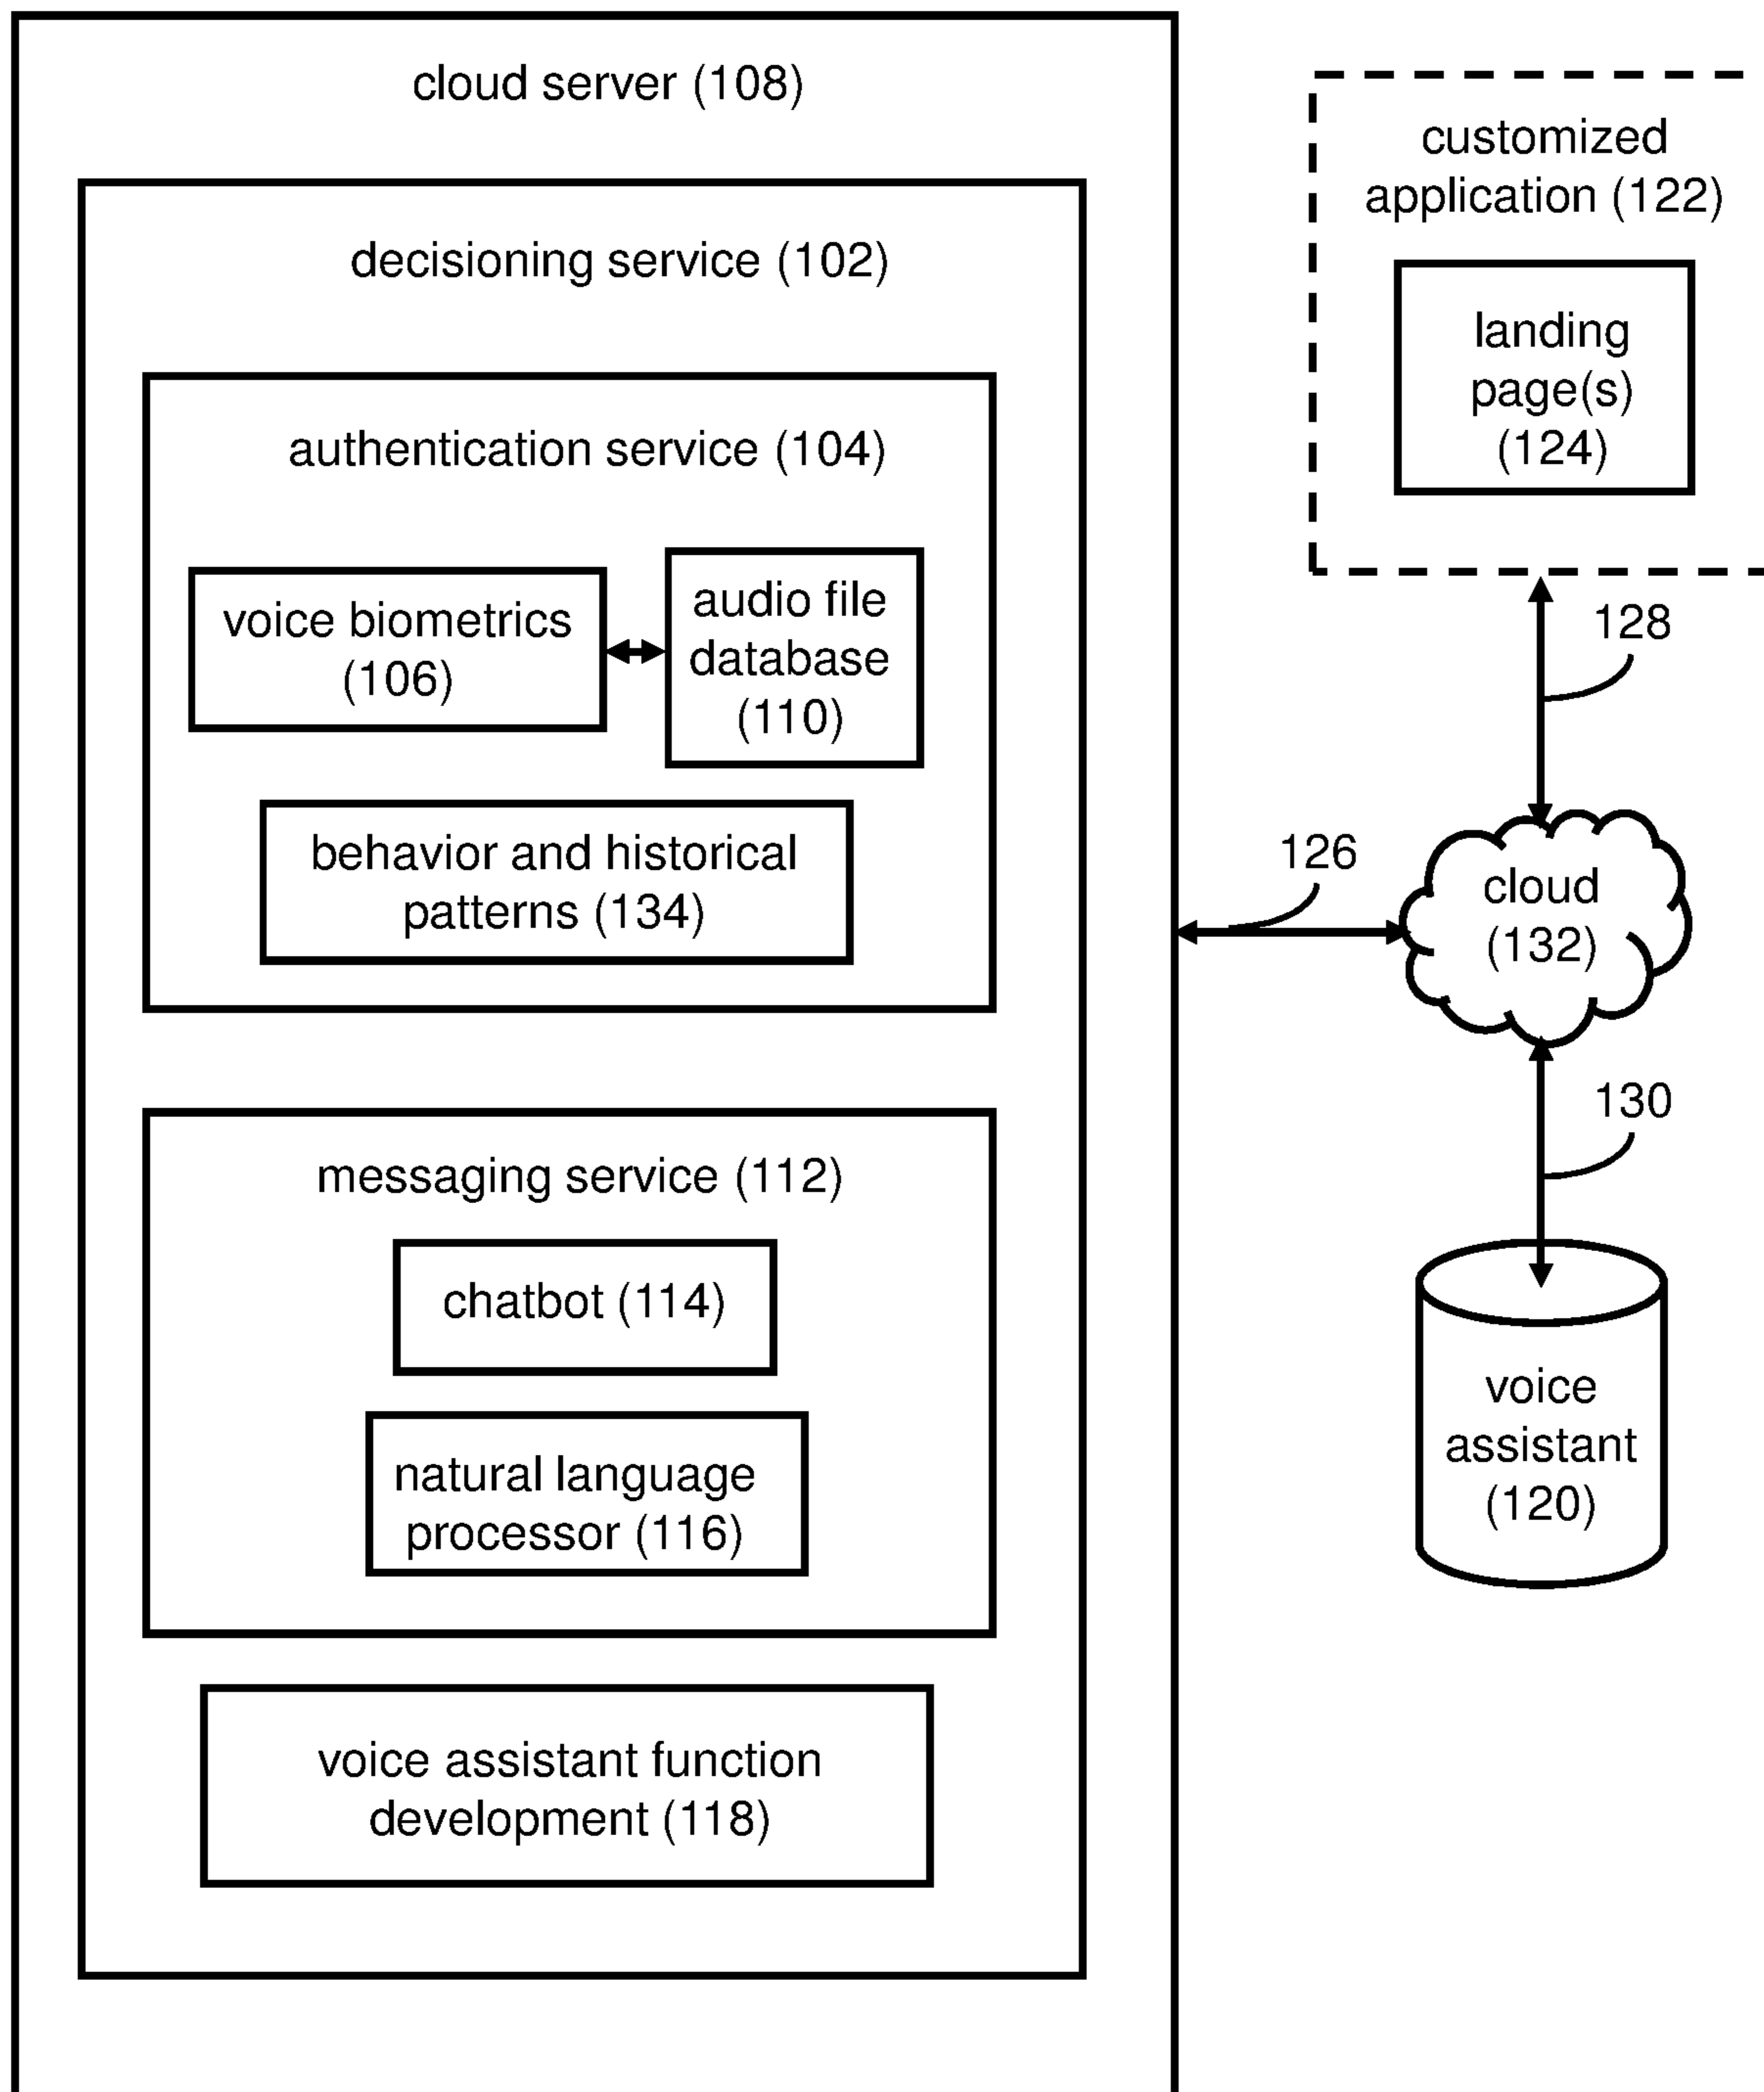 cloud server (108)
decisioning service (102)
authentication service (104)
voice biometrics
(106)
audio file
database
(110)
behavior and historical
patterns (134)
messaging service (112)
chatbot (114)
natural language
processor (116)
voice assistant function
development (118)
customized
application (122)
landing
page(s)
(124)
128
126
cloud
(132)
130
voice
assistant
(120)